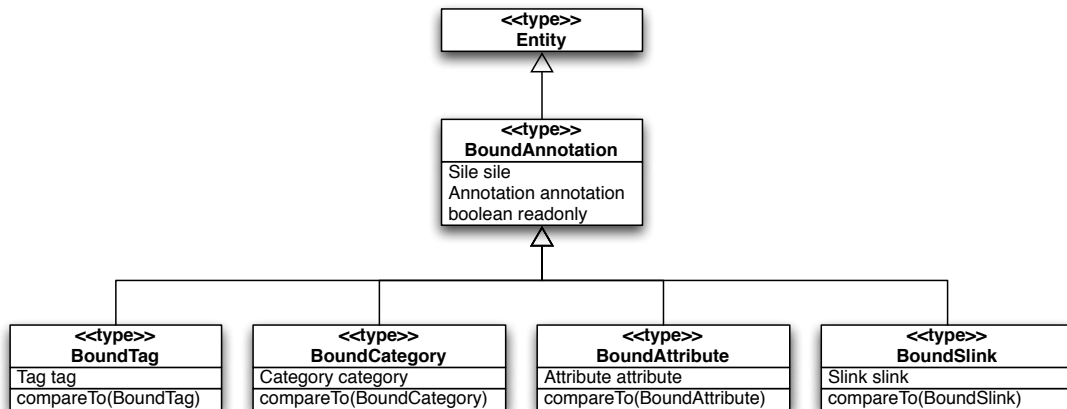 <<type>>
Entity
<<type>>
BoundAnnotation
Sile sile
Annotation annotation
boolean readonly
<<type>>
BoundTag
Tag tag
compareTo(BoundTag)
<<type>>
BoundCategory
Category category
compareTo(BoundCategory)
<<type>>
BoundAttribute
Attribute attribute
compareTo(BoundAttribute)
<<type>>
BoundSlink
Slink slink
compareTo(BoundSlink)